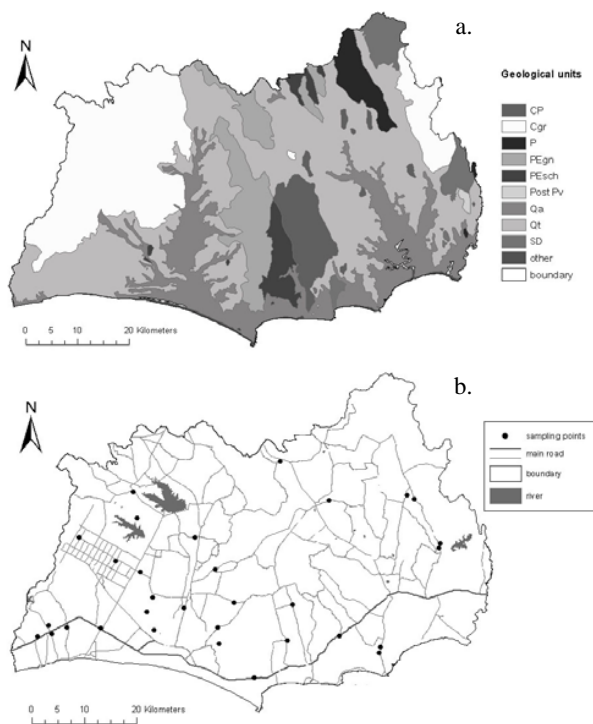 a.
N
Geological units
CP
Cgr
P
PEgn
PEsch
Post Pv
Qa
Qt
SD
other
boundary
0 5 10 20 Kilometers
b.
N
sampling points
main road
boundary
river
0 5 10 20 Kilometers